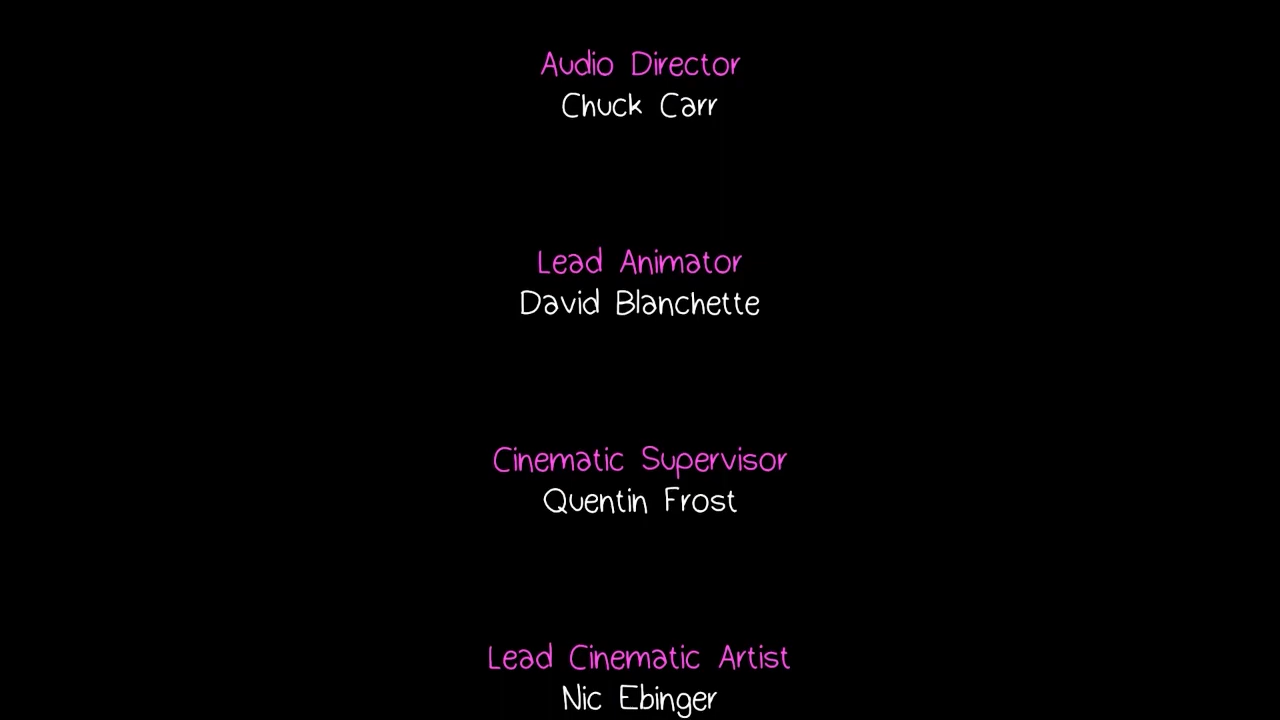 Audio Director
Chuck Carr
Lead Animator
David Blanchette
Cinematic Supervisor
Quentin Frost
Lead Cinematic Artist
Nic Ebinger